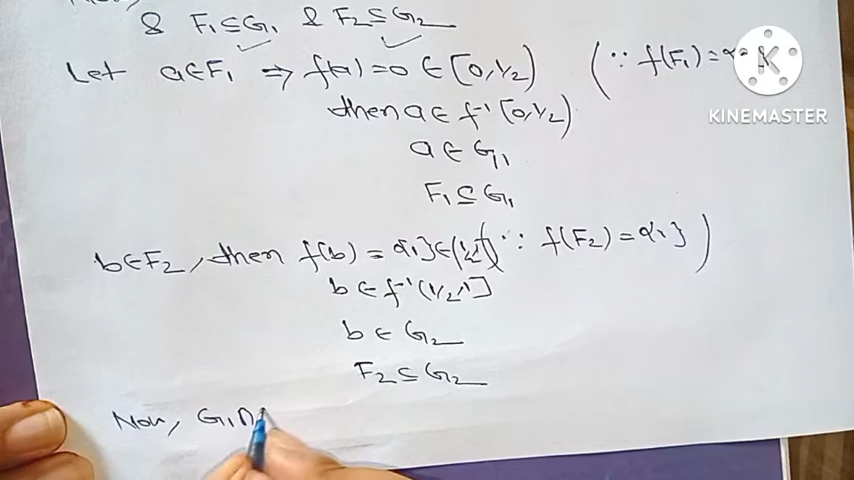 & F₁⊆G₁ & F₂⊆G₂
Let a∈F₁ ⇒ f(a)=0 ∈ [0,1/2) (∵ f(F₁)=
K
KINEMASTER
then a ∈ f⁻¹[0,1/2)
a ∈ G₁
F₁⊆G₁
b∈F₂, then f(b) = {1}∈(1/2,1] (∵ f(F₂)={1})
b ∈ f⁻¹(1/2,1]
b ∈ G₂
F₂⊆G₂
Now, G₁∩